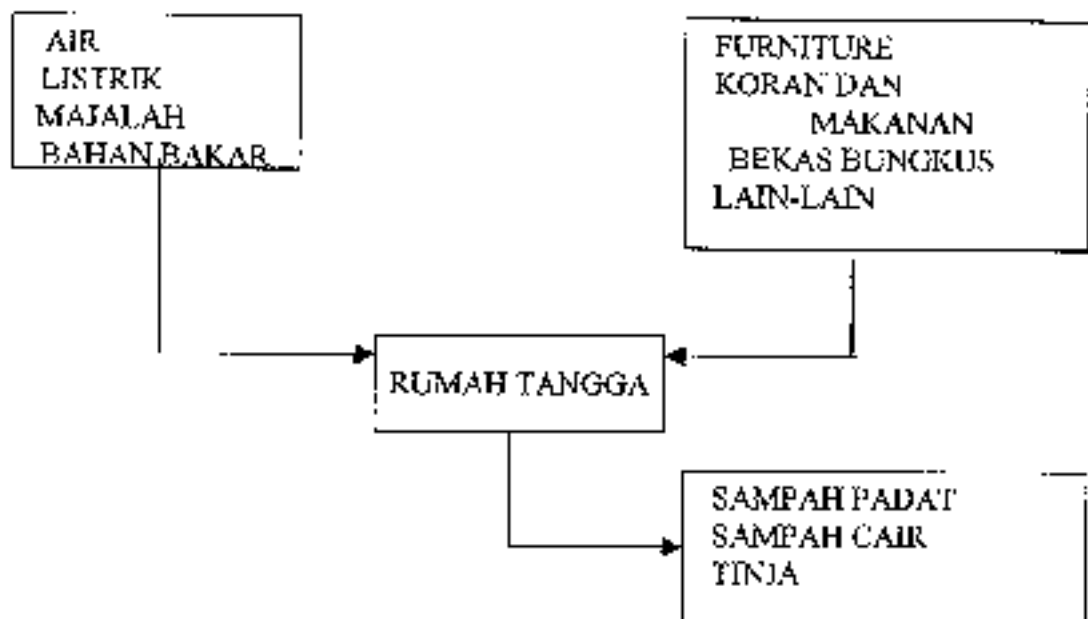 AIR
LISTRIK
MAJALAH
BAHAN BAKAR
FURNITURE
KORAN DAN
MAKANAN
BEKAS BUNGKUS
LAIN-LAIN
RUMAH TANGGA
SAMPAH PADAT
SAMPAH CAIR
TINJA